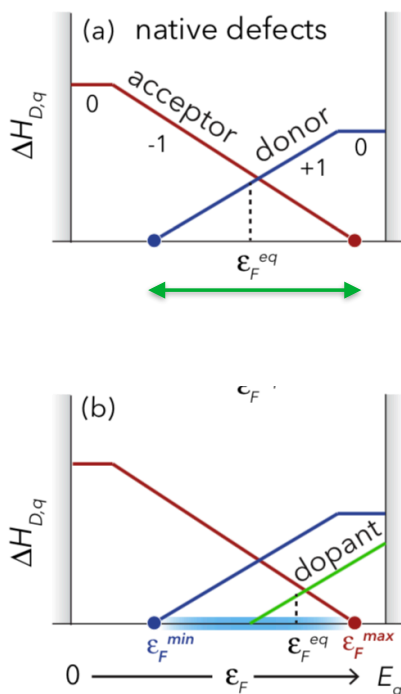 (a) native defects
acceptor
donor
0
-1
+1
0
ΔH_{D,q}
ε_F^{eq}
ε_F
(b)
ΔH_{D,q}
dopant
ε_F^{min}
ε_F^{eq}
ε_F^{max}
0
ε_F